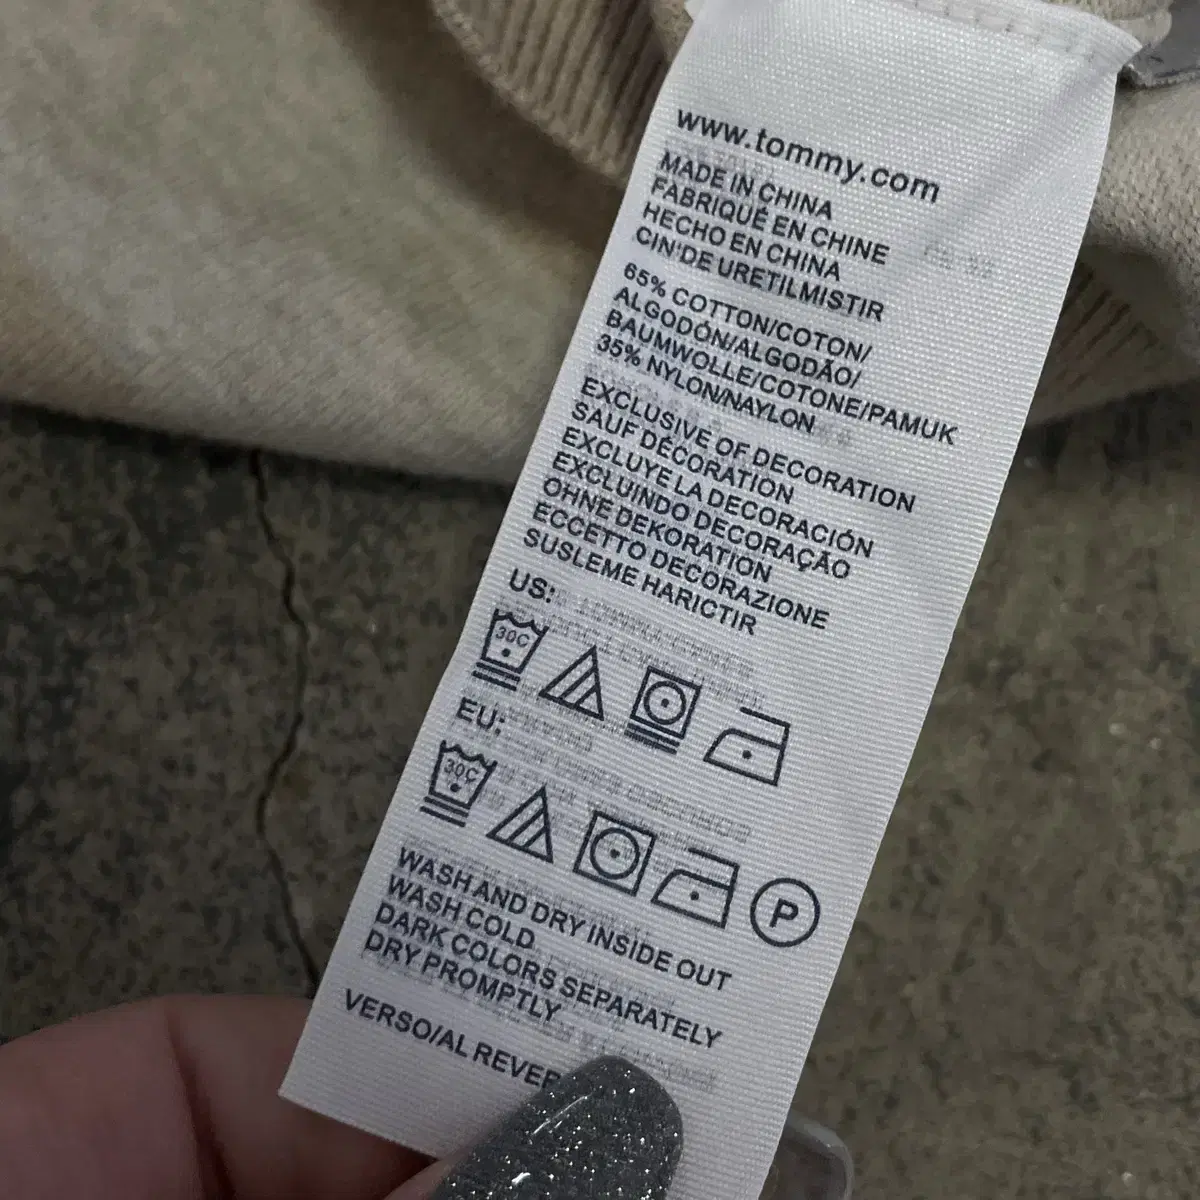 www.tommy.com
MADE IN CHINA
FABRIQUÉ EN CHINE
HECHO EN CHINA
CIN'DE URETILMISTIR
65% COTTON/COTON/
ALGODÓN/ALGODÃO/
BAUMWOLLE/COTONE/PAMUK
35% NYLON/NAYLON
EXCLUSIVE OF DECORATION
SAUF DÉCORATION
EXCLUYE LA DECORACIÓN
EXCLUINDO DECORAÇÃO
OHNE DEKORATION
ECCETTO DECORAZIONE
SUSLEME HARICTIR
US:
30C
EU:
30C
P
WASH AND DRY INSIDE OUT
WASH COLD
DARK COLORS SEPARATELY
DRY PROMPTLY
VERSO/AL REVER